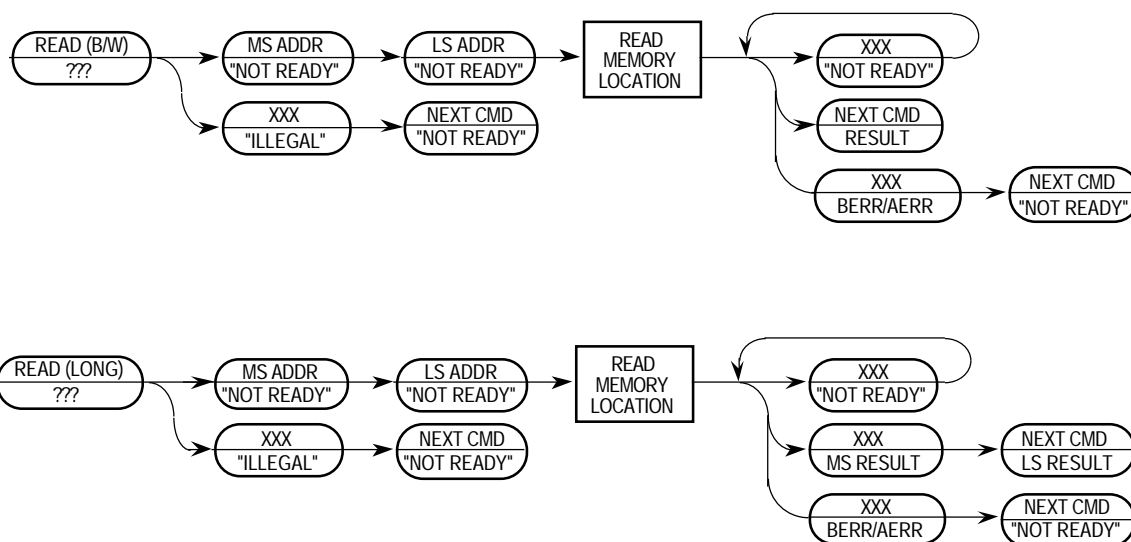 READ (B/W)
???
MS ADDR
"NOT READY"
LS ADDR
"NOT READY"
READ
MEMORY
LOCATION
XXX
"NOT READY"
XXX
"ILLEGAL"
NEXT CMD
"NOT READY"
NEXT CMD
RESULT
XXX
BERR/AERR
NEXT CMD
"NOT READY"
READ (LONG)
???
MS ADDR
"NOT READY"
LS ADDR
"NOT READY"
READ
MEMORY
LOCATION
XXX
"NOT READY"
XXX
"ILLEGAL"
NEXT CMD
"NOT READY"
XXX
MS RESULT
NEXT CMD
LS RESULT
XXX
BERR/AERR
NEXT CMD
"NOT READY"